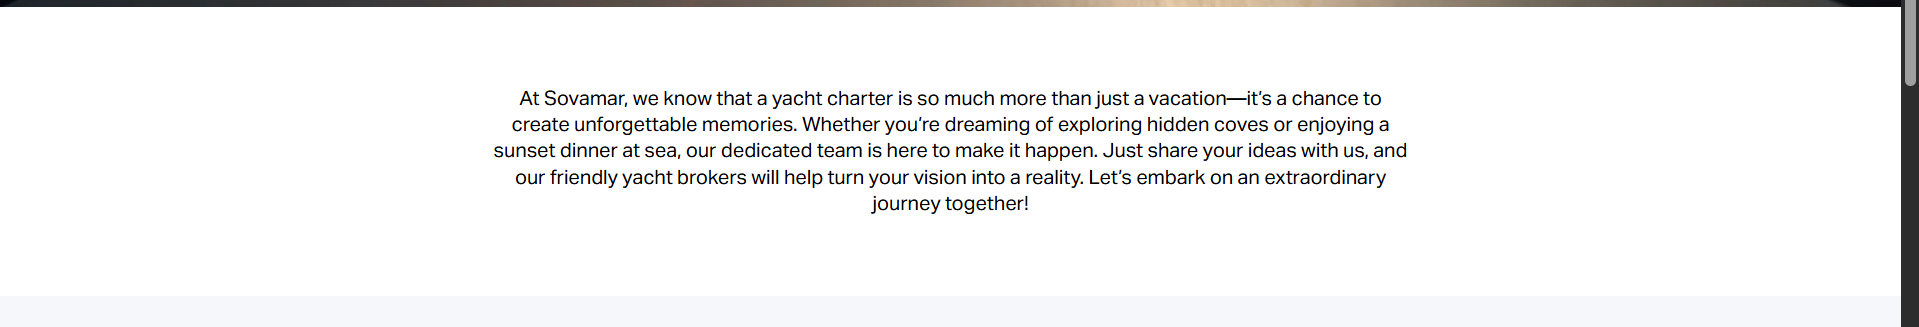 At Sovamar, we know that a yacht charter is so much more than just a vacation—it’s a chance to
create unforgettable memories. Whether you’re dreaming of exploring hidden coves or enjoying a
sunset dinner at sea, our dedicated team is here to make it happen. Just share your ideas with us, and
our friendly yacht brokers will help turn your vision into a reality. Let’s embark on an extraordinary
journey together!